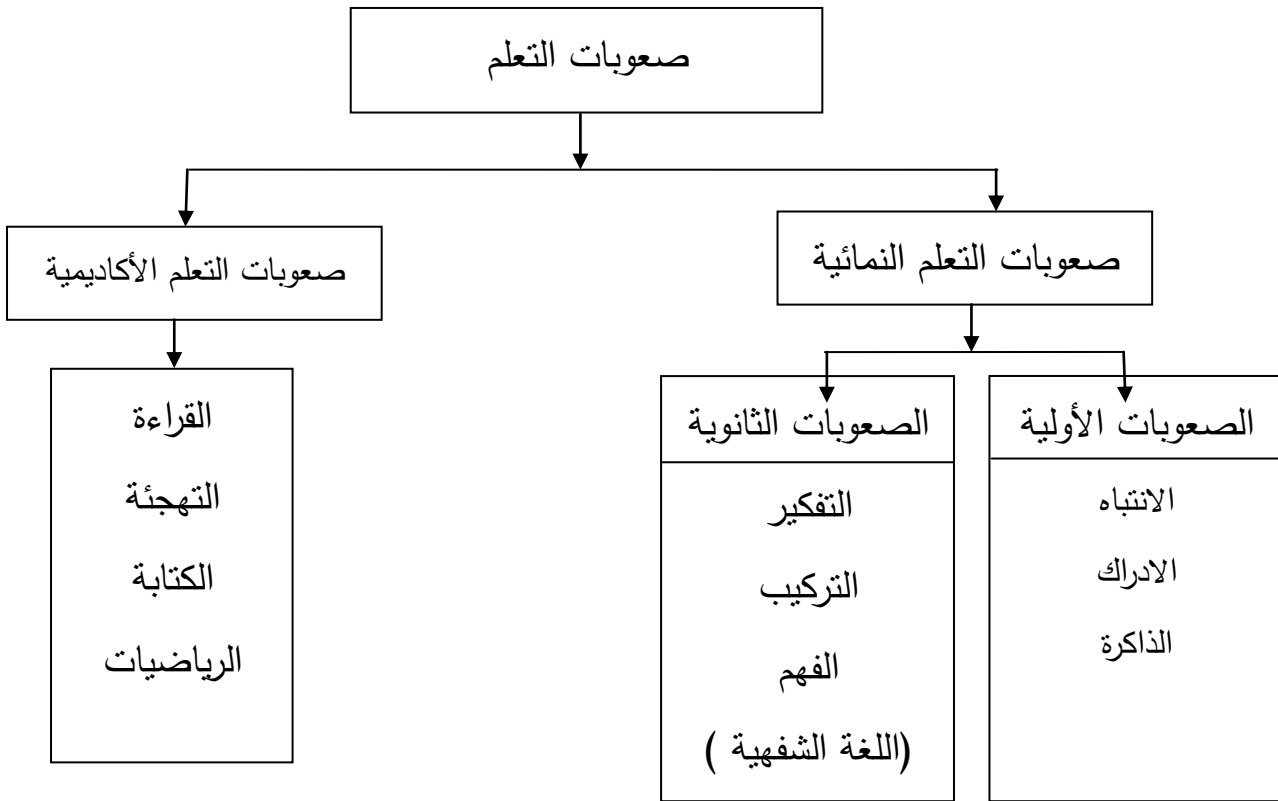 صعوبات التعلم
صعوبات التعلم النمائية
صعوبات التعلم الأكاديمية
الصعوبات الأولية
الانتباه
الادراك
الذاكرة
الصعوبات الثانوية
التفكير
التركيب
الفهم
(اللغة الشفهية )
القراءة
التهجئة
الكتابة
الرياضيات